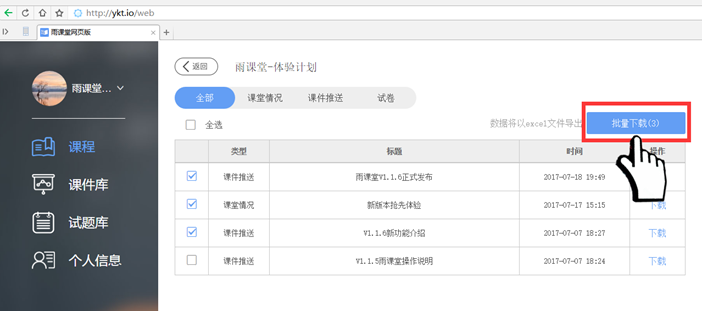 http://ykt.io/web
雨课堂网页版
返回
雨课堂-体验计划
雨课堂...
全部
课堂情况
课件推送
试卷
全选
数据将以excel文件导出
批量下载(3)
课程
课件库
试题库
个人信息
类型 标题 时间 操作
课件推送 雨课堂V1.1.6正式发布 2017-07-18 19:49
课堂情况 新版本抢先体验 2017-07-17 15:15 下载
课件推送 V1.1.6新功能介绍 2017-07-07 18:27 下载
课件推送 V1.1.5雨课堂操作说明 2017-07-07 18:24 下载